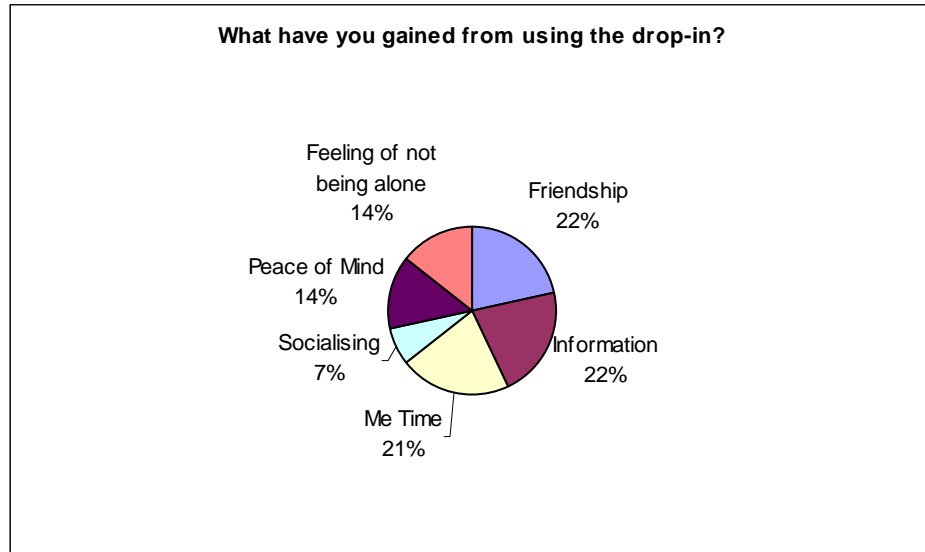 What have you gained from using the drop-in?
Feeling of not
being alone
14%
Friendship
22%
Peace of Mind
14%
Socialising
7%
Information
22%
Me Time
21%